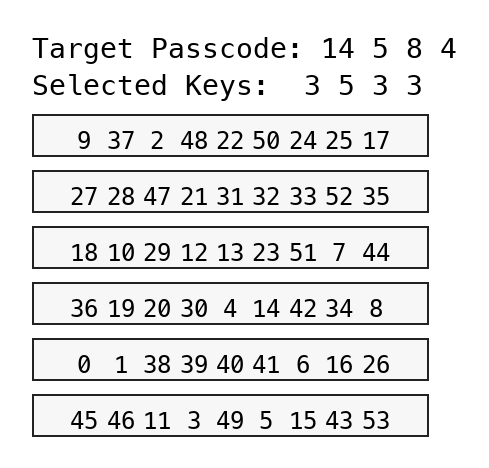 Target Passcode: 14 5 8 4
Selected Keys: 3 5 3 3
9 37 2 48 22 50 24 25 17
27 28 47 21 31 32 33 52 35
18 10 29 12 13 23 51 7 44
36 19 20 30 4 14 42 34 8
0 1 38 39 40 41 6 16 26
45 46 11 3 49 5 15 43 53